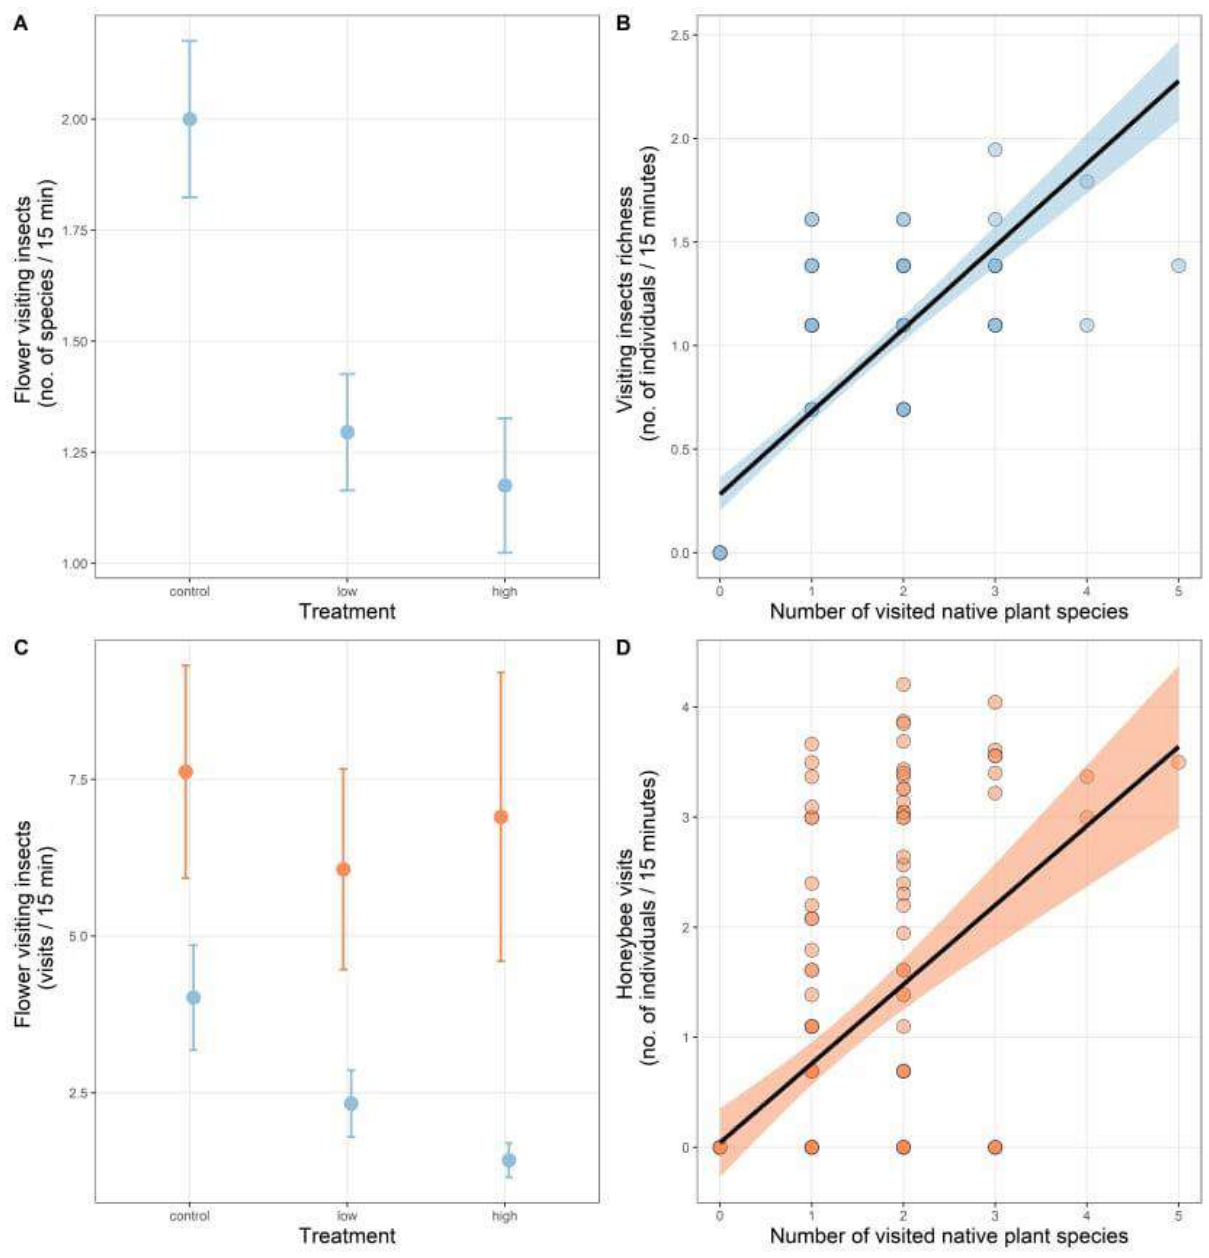 A
Flower visiting insects
(no. of species / 15 min)
2.00
1.75
1.50
1.25
1.00
control low high
Treatment
B
Visiting insects richness
(no. of individuals / 15 minutes)
2.5
2.0
1.5
1.0
0.5
0.0
0 1 2 3 4 5
Number of visited native plant species
C
Flower visiting insects
(visits / 15 min)
7.5
5.0
2.5
control low high
Treatment
D
Honeybee visits
(no. of individuals / 15 minutes)
4
3
2
1
0
0 1 2 3 4 5
Number of visited native plant species